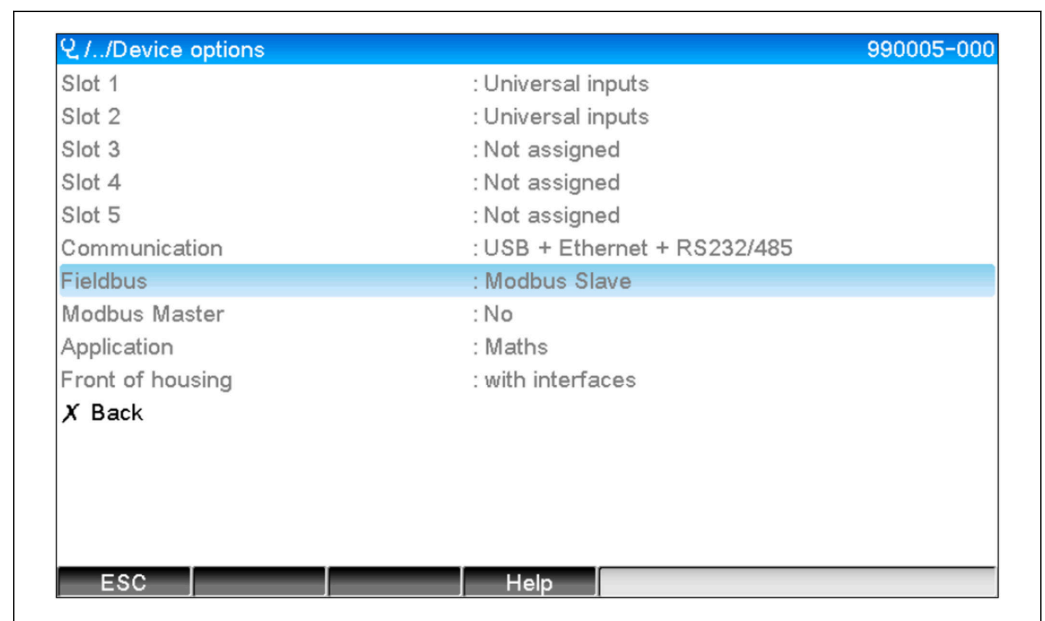 /../Device options 990005-000
Slot 1 : Universal inputs
Slot 2 : Universal inputs
Slot 3 : Not assigned
Slot 4 : Not assigned
Slot 5 : Not assigned
Communication : USB + Ethernet + RS232/485
Fieldbus : Modbus Slave
Modbus Master : No
Application : Maths
Front of housing : with interfaces
X Back
ESC Help